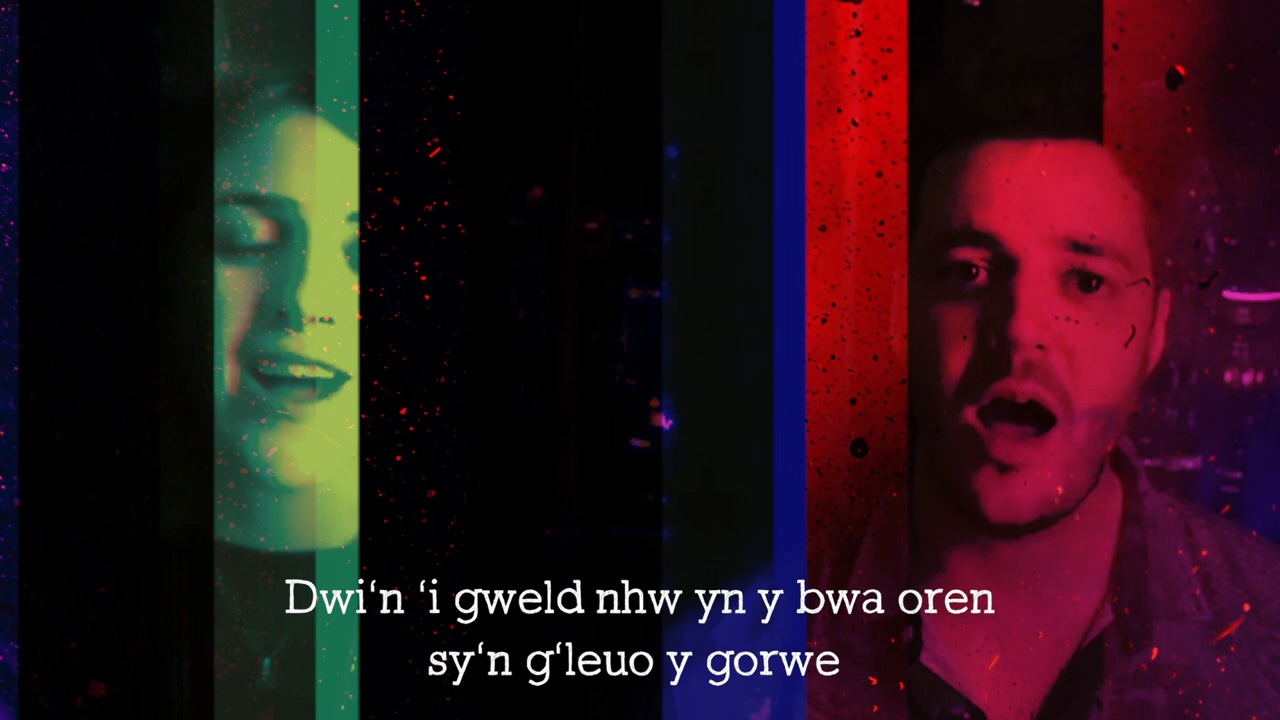 Dwi‘n ‘i gweld nhw yn y bwa oren
sy‘n g‘leuo y gorwe